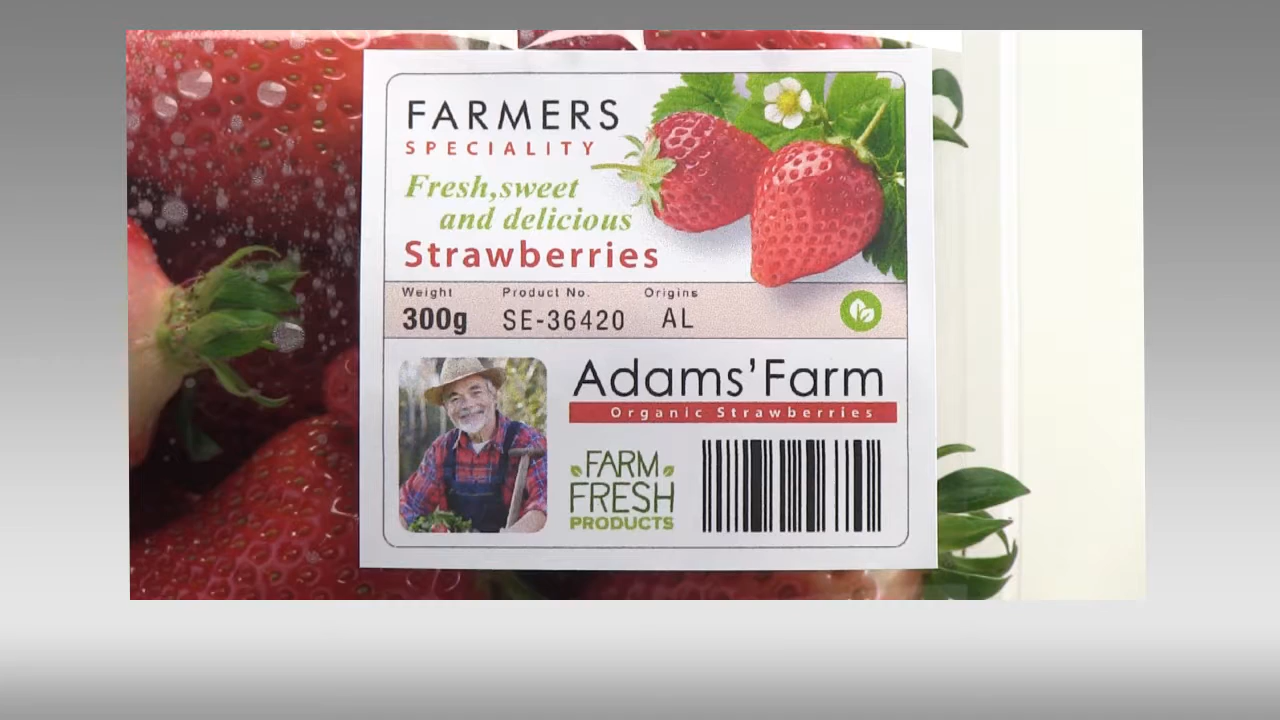 FARMERS
SPECIALITY
Fresh,sweet
and delicious
Strawberries
Weight Product No. Origins
300g SE-36420 AL
Adams'Farm
Organic Strawberries
FARM
FRESH
PRODUCTS